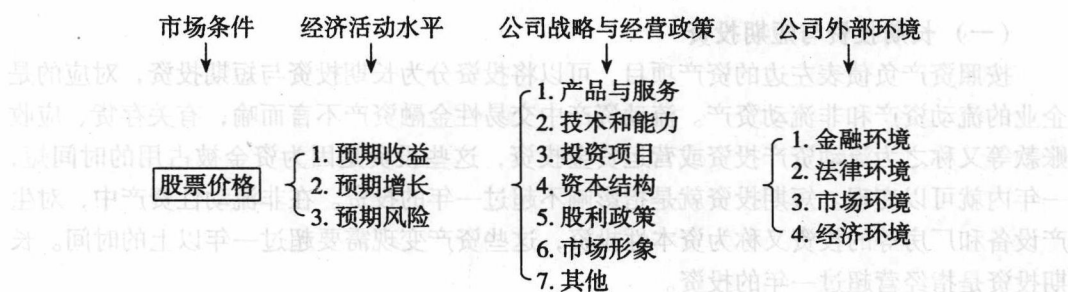 市场条件 经济活动水平 公司战略与经营政策 公司外部环境
股票价格
1. 预期收益
2. 预期增长
3. 预期风险
1. 产品与服务
2. 技术和能力
3. 投资项目
4. 资本结构
5. 股利政策
6. 市场形象
7. 其他
1. 金融环境
2. 法律环境
3. 市场环境
4. 经济环境